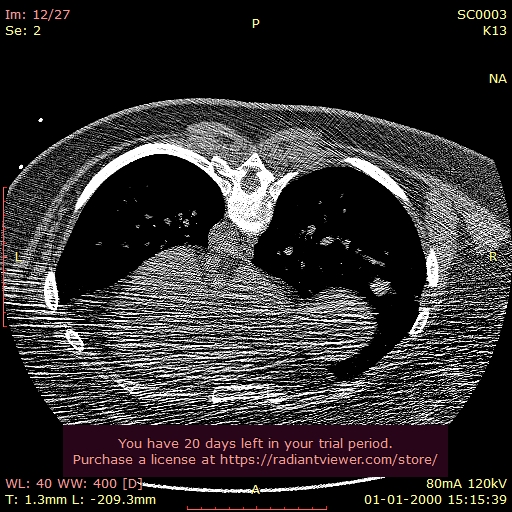 Im: 12/27
Se: 2
P
SC0003
K13
NA
L
R
You have 20 days left in your trial period.
Purchase a license at https://radiantviewer.com/store/
WL: 40 WW: 400 [D]
T: 1.3mm L: -209.3mm
A
80mA 120kV
01-01-2000 15:15:39